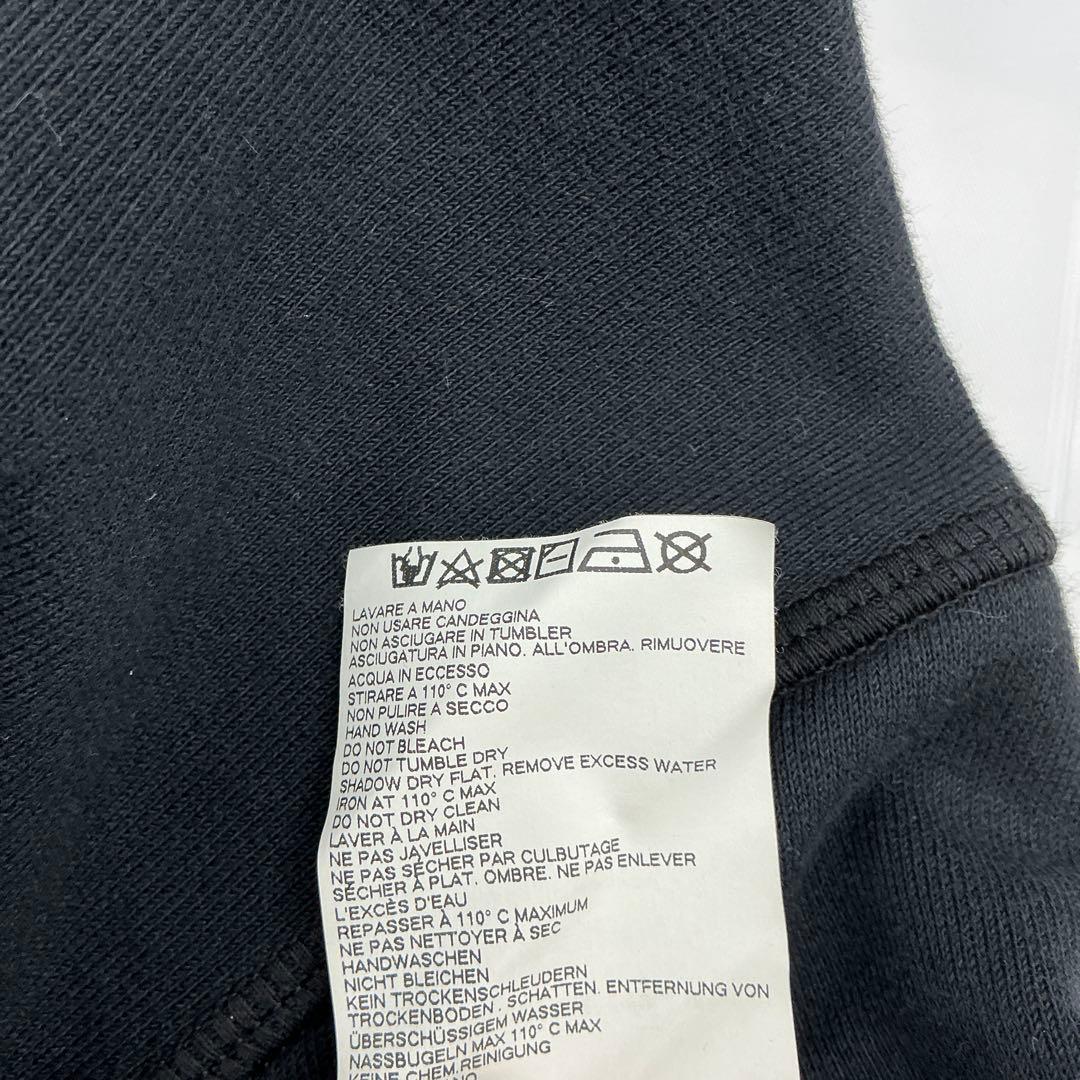 LAVARE A MANO
NON USARE CANDEGGINA
NON ASCIUGARE IN TUMBLER
ASCIUGATURA IN PIANO. ALL'OMBRA. RIMUOVERE
ACQUA IN ECCESSO
STIRARE A 110° C MAX
NON PULIRE A SECCO
HAND WASH
DO NOT BLEACH
DO NOT TUMBLE DRY
SHADOW DRY FLAT. REMOVE EXCESS WATER
IRON AT 110° C MAX
DO NOT DRY CLEAN
LAVER À LA MAIN
NE PAS JAVELLISER
NE PAS SÉCHER PAR CULBUTAGE
SÉCHER À PLAT. OMBRE. NE PAS ENLEVER
L'EXCÈS D'EAU
REPASSER À 110° C MAXIMUM
NE PAS NETTOYER À SEC
HANDWASCHEN
NICHT BLEICHEN
KEIN TROCKENSCHLEUDERN
TROCKENBODEN. SCHATTEN. ENTFERNUNG VON
ÜBERSCHÜSSIGEM WASSER
NASSBUGELN MAX 110° C MAX
KEINE CHEM.REINIGUNG